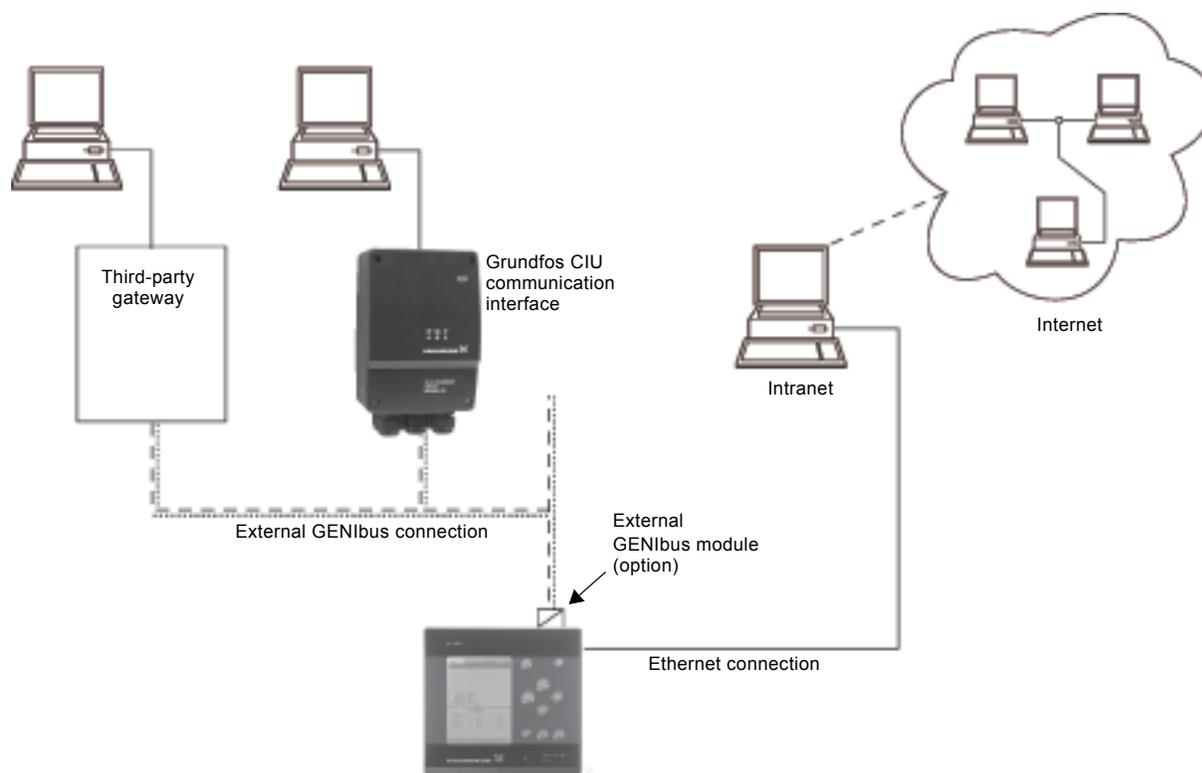 Third-party
gateway
Grundfos CIU
communication
interface
Internet
Intranet
External GENIbus connection
External
GENIbus module
(option)
Ethernet connection